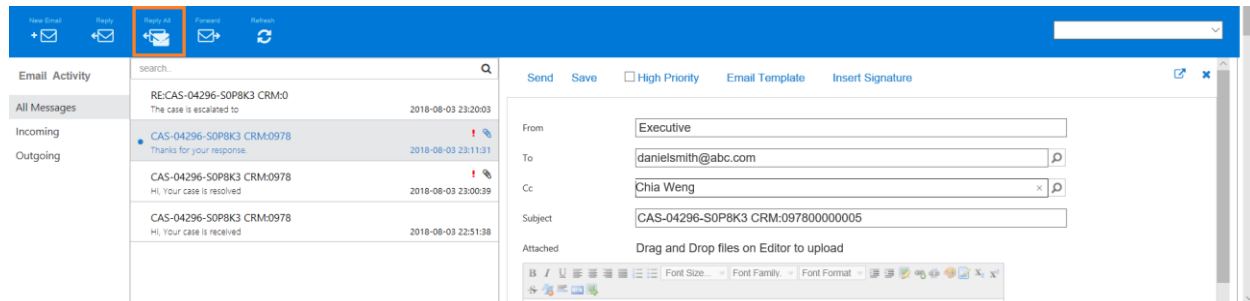 New Email Reply Reply All Forward Refresh
Email Activity
All Messages
Incoming
Outgoing
search..
RE:CAS-04296-S0P8K3 CRM:0
The case is escalated to 2018-08-03 23:20:03
CAS-04296-S0P8K3 CRM:0978
Thanks for your response. 2018-08-03 23:11:31
CAS-04296-S0P8K3 CRM:0978
Hi, Your case is resolved 2018-08-03 23:00:39
CAS-04296-S0P8K3 CRM:0978
Hi, Your case is received 2018-08-03 22:51:38
Send Save High Priority Email Template Insert Signature
From Executive
To danielsmith@abc.com
Cc Chia Weng
Subject CAS-04296-S0P8K3 CRM:097800000005
Attached Drag and Drop files on Editor to upload
B I U Font Size... Font Family. Font Format X₂ X²
S